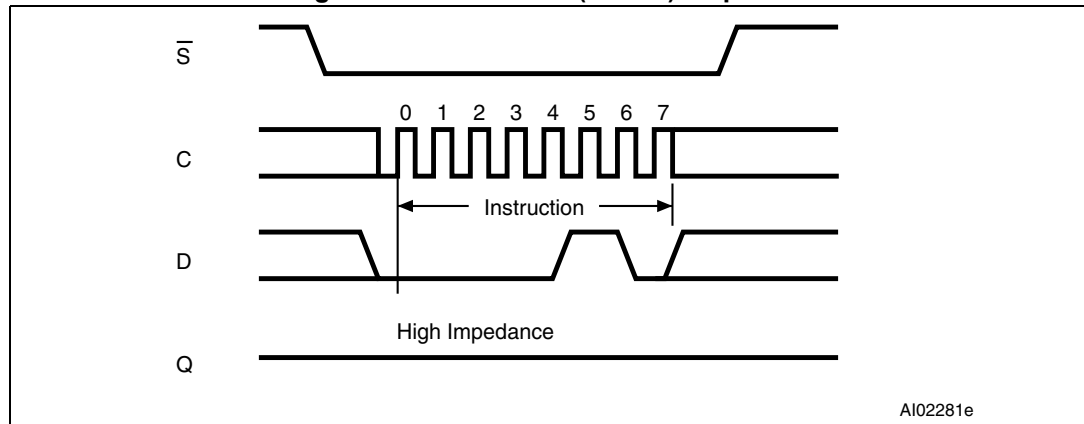 S̅
0 1 2 3 4 5 6 7
C
Instruction
D
High Impedance
Q
AI02281e